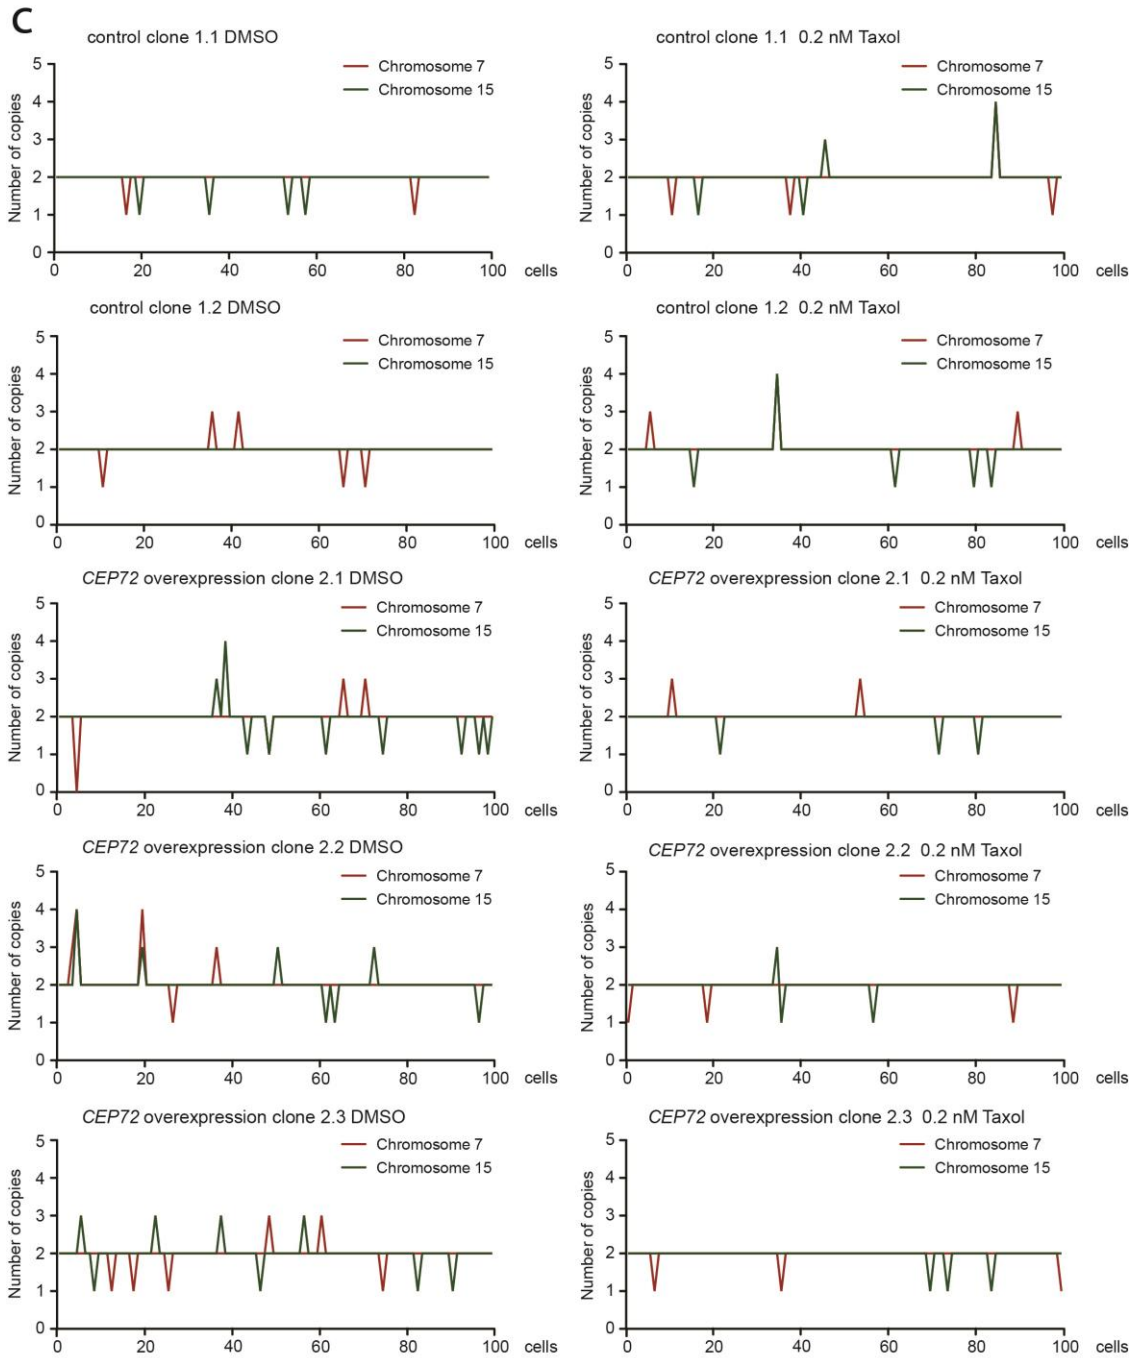 C
control clone 1.1 DMSO
Chromosome 7
Chromosome 15
Number of copies
5
4
3
2
1
0
0 20 40 60 80 100 cells
control clone 1.1 0.2 nM Taxol
Chromosome 7
Chromosome 15
Number of copies
5
4
3
2
1
0
0 20 40 60 80 100 cells
control clone 1.2 DMSO
Chromosome 7
Chromosome 15
Number of copies
5
4
3
2
1
0
0 20 40 60 80 100 cells
control clone 1.2 0.2 nM Taxol
Chromosome 7
Chromosome 15
Number of copies
5
4
3
2
1
0
0 20 40 60 80 100 cells
CEP72 overexpression clone 2.1 DMSO
Chromosome 7
Chromosome 15
Number of copies
5
4
3
2
1
0
0 20 40 60 80 100 cells
CEP72 overexpression clone 2.1 0.2 nM Taxol
Chromosome 7
Chromosome 15
Number of copies
5
4
3
2
1
0
0 20 40 60 80 100 cells
CEP72 overexpression clone 2.2 DMSO
Chromosome 7
Chromosome 15
Number of copies
5
4
3
2
1
0
0 20 40 60 80 100 cells
CEP72 overexpression clone 2.2 0.2 nM Taxol
Chromosome 7
Chromosome 15
Number of copies
5
4
3
2
1
0
0 20 40 60 80 100 cells
CEP72 overexpression clone 2.3 DMSO
Chromosome 7
Chromosome 15
Number of copies
5
4
3
2
1
0
0 20 40 60 80 100 cells
CEP72 overexpression clone 2.3 0.2 nM Taxol
Chromosome 7
Chromosome 15
Number of copies
5
4
3
2
1
0
0 20 40 60 80 100 cells